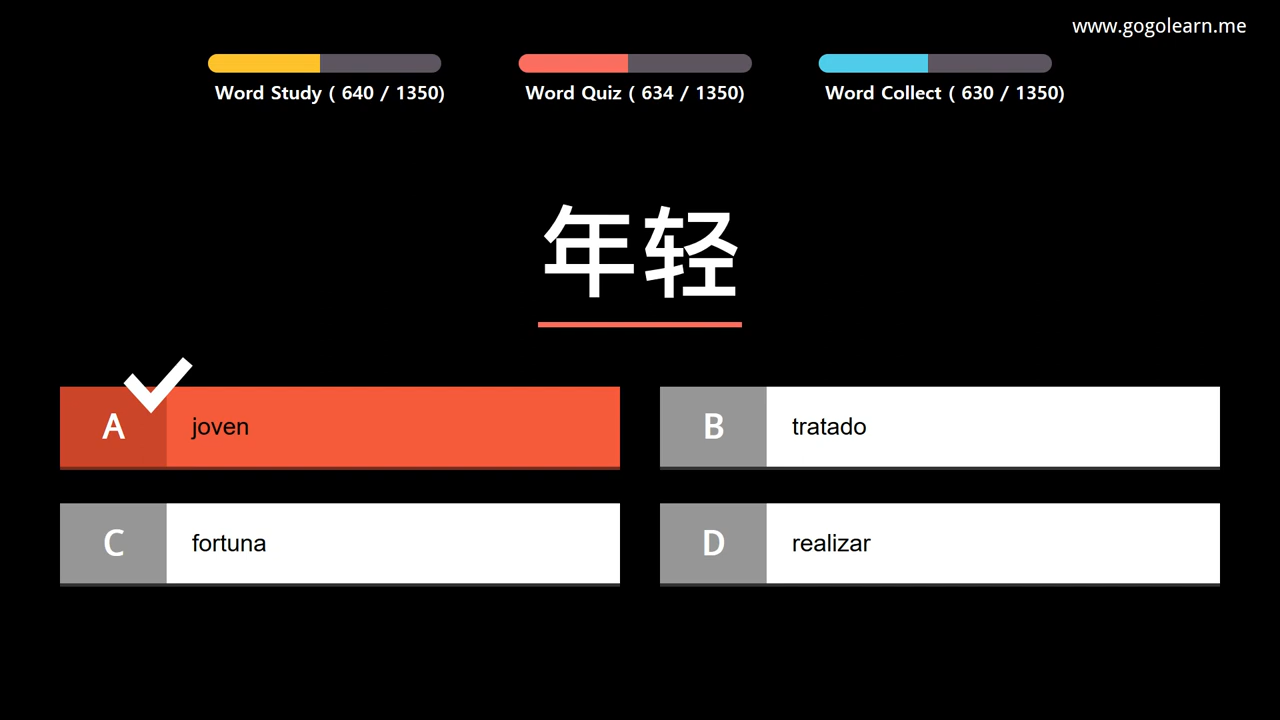 www.gogolearn.me
Word Study ( 640 / 1350)
Word Quiz ( 634 / 1350)
Word Collect ( 630 / 1350)
年轻
A joven
B tratado
C fortuna
D realizar